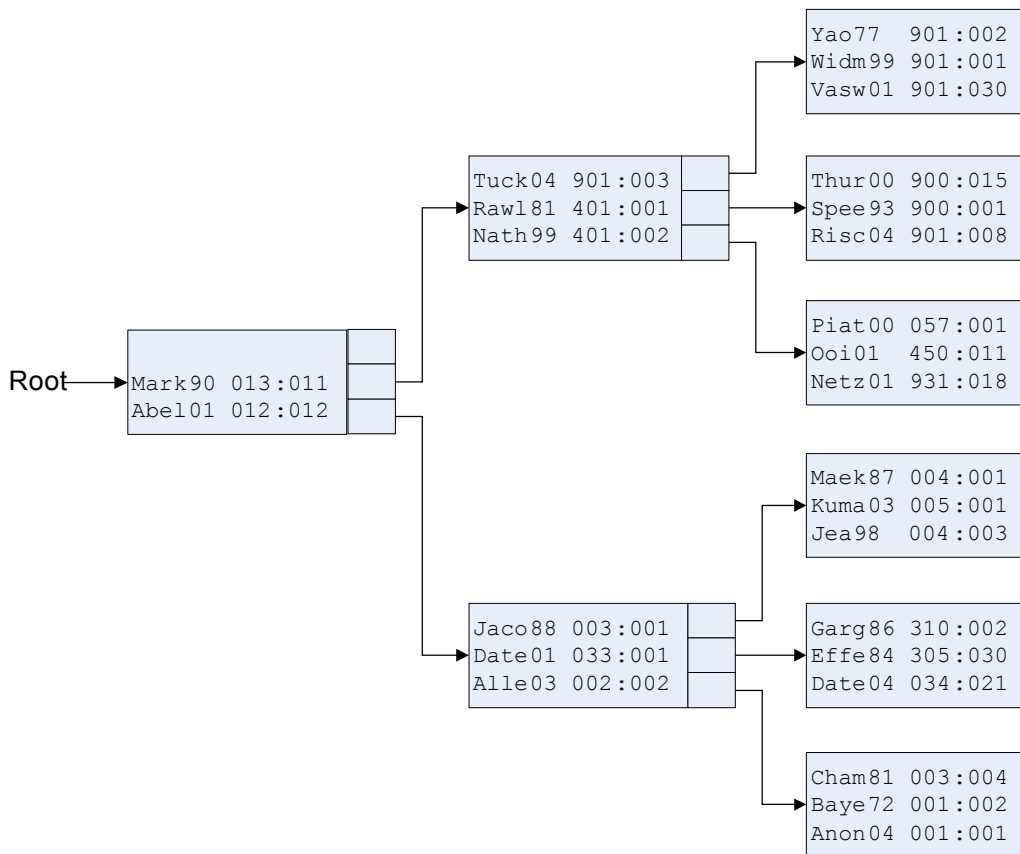 Yao77 901:002
Widm99 901:001
Vasw01 901:030
Tuck04 901:003
Rawl81 401:001
Nath99 401:002
Thur00 900:015
Spee93 900:001
Risc04 901:008
Piat00 057:001
Ooi01 450:011
Netz01 931:018
Root
Mark90 013:011
Abel01 012:012
Maek87 004:001
Kuma03 005:001
Jea98 004:003
Jaco88 003:001
Date01 033:001
Alle03 002:002
Garg86 310:002
Effe84 305:030
Date04 034:021
Cham81 003:004
Baye72 001:002
Anon04 001:001